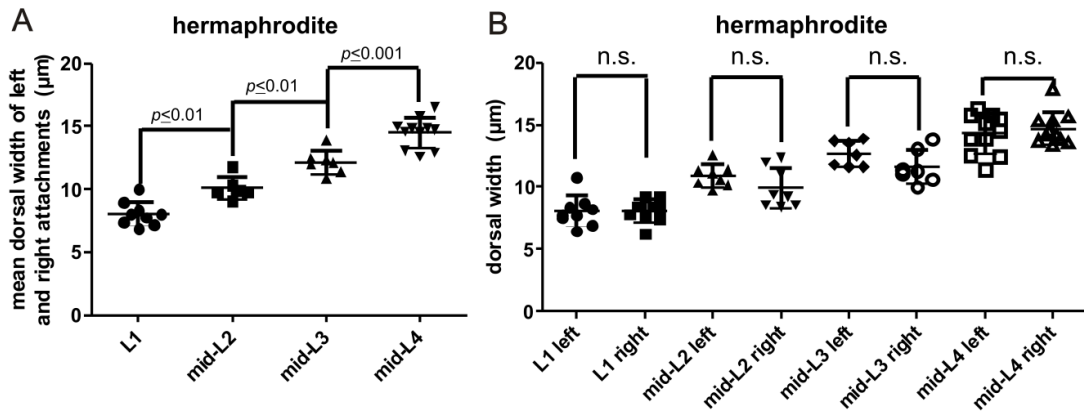 A
hermaphrodite
mean dorsal width of left
and right attachments (µm)
20
15
10
5
0
p≤0.01
p≤0.01
p≤0.001
L1
mid-L2
mid-L3
mid-L4
B
hermaphrodite
dorsal width (µm)
20
15
10
5
0
n.s.
n.s.
n.s.
n.s.
L1 left
L1 right
mid-L2 left
mid-L2 right
mid-L3 left
mid-L3 right
mid-L4 left
mid-L4 right